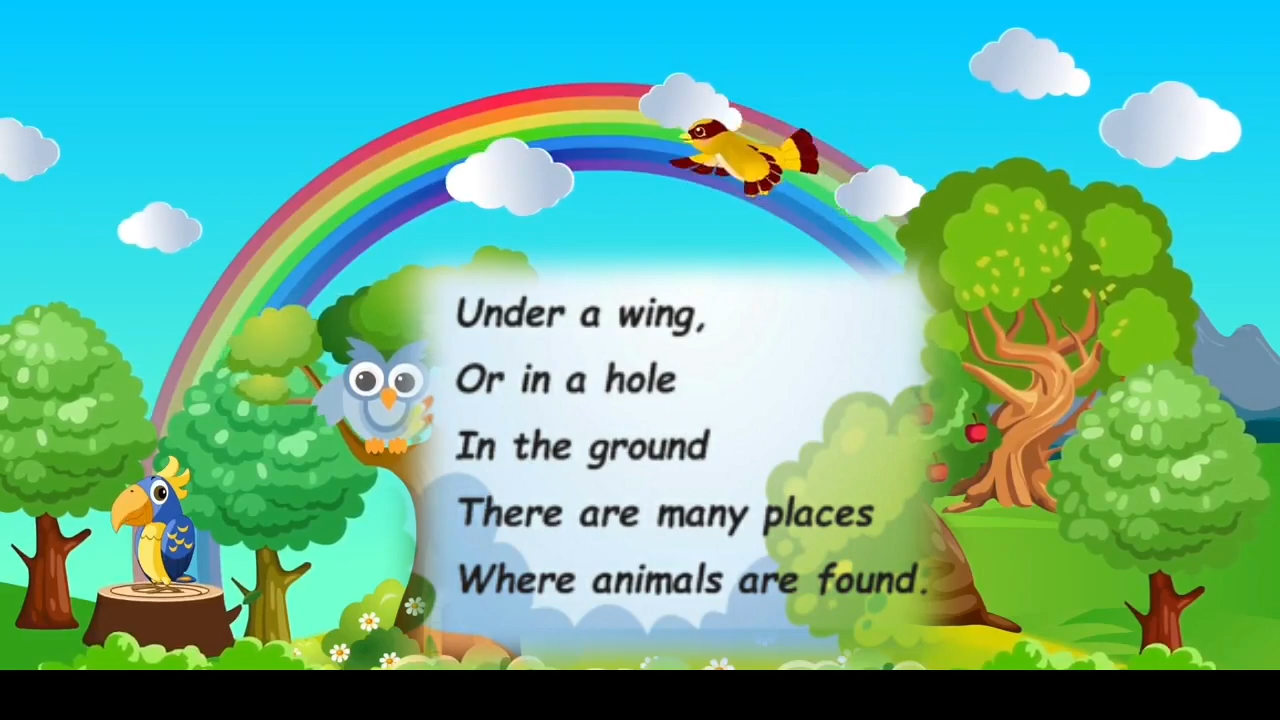 Under a wing,
Or in a hole
In the ground
There are many places
Where animals are found.